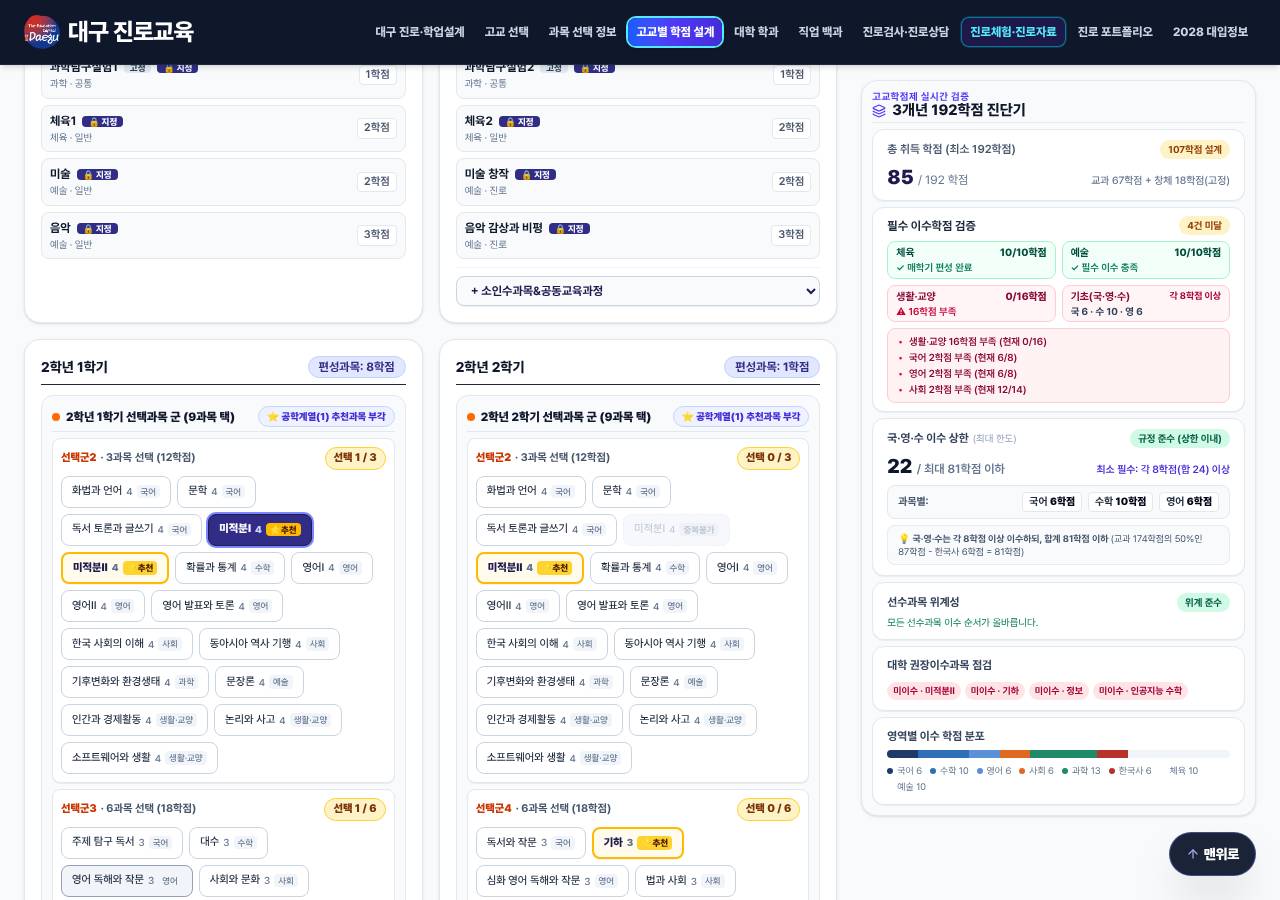 The Education Capital Daegu
대구 진로교육
대구 진로·학업설계 고교 선택 과목 선택 정보 고교별 학점 설계 대학 학과 직업 백과 진로검사·진로상담 진로체험·진로자료 진로 포트폴리오 2028 대입정보
과학탐구실험1 고정 🔒 지정
과학 · 공통
1학점
체육1 🔒 지정
체육 · 일반
2학점
미술 🔒 지정
예술 · 일반
2학점
음악 🔒 지정
예술 · 일반
3학점
과학탐구실험2 고정 🔒 지정
과학 · 공통
1학점
체육2 🔒 지정
체육 · 일반
2학점
미술 창작 🔒 지정
예술 · 진로
2학점
음악 감상과 비평 🔒 지정
예술 · 진로
3학점
+ 소인수과목&공동교육과정
2학년 1학기 편성과목: 8학점
2학년 1학기 선택과목 군 (9과목 택) ⭐ 공학계열(1) 추천과목 부각
선택군2 · 3과목 선택 (12학점) 선택 1 / 3
화법과 언어 4 국어 문학 4 국어
독서 토론과 글쓰기 4 국어 미적분Ⅰ 4 ⭐추천
미적분Ⅱ 4 ⭐추천 확률과 통계 4 수학 영어Ⅰ 4 영어
영어Ⅱ 4 영어 영어 발표와 토론 4 영어
한국 사회의 이해 4 사회 동아시아 역사 기행 4 사회
기후변화와 환경생태 4 과학 문장론 4 예술
인간과 경제활동 4 생활·교양 논리와 사고 4 생활·교양
소프트웨어와 생활 4 생활·교양
선택군3 · 6과목 선택 (18학점) 선택 1 / 6
주제 탐구 독서 3 국어 대수 3 수학
영어 독해와 작문 3 영어 사회와 문화 3 사회
2학년 2학기 편성과목: 1학점
2학년 2학기 선택과목 군 (9과목 택) ⭐ 공학계열(1) 추천과목 부각
선택군2 · 3과목 선택 (12학점) 선택 0 / 3
화법과 언어 4 국어 문학 4 국어
독서 토론과 글쓰기 4 국어 미적분Ⅰ 4 중복불가
미적분Ⅱ 4 ⭐추천 확률과 통계 4 수학 영어Ⅰ 4 영어
영어Ⅱ 4 영어 영어 발표와 토론 4 영어
한국 사회의 이해 4 사회 동아시아 역사 기행 4 사회
기후변화와 환경생태 4 과학 문장론 4 예술
인간과 경제활동 4 생활·교양 논리와 사고 4 생활·교양
소프트웨어와 생활 4 생활·교양
선택군4 · 6과목 선택 (18학점) 선택 0 / 6
독서와 작문 3 국어 기하 3 ⭐추천
심화 영어 독해와 작문 3 영어 법과 사회 3 사회
고교학점제 실시간 검증
3개년 192학점 진단기
총 취득 학점 (최소 192학점) 107학점 설계
85 / 192 학점 교과 67학점 + 창체 18학점(고정)
필수 이수학점 검증 4건 미달
체육 10/10학점
✓ 매학기 편성 완료
예술 10/10학점
✓ 필수 이수 충족
생활·교양 0/16학점
⚠ 16학점 부족
기초(국·영·수) 각 8학점 이상
국 6 · 수 10 · 영 6
• 생활·교양 16학점 부족 (현재 0/16)
• 국어 2학점 부족 (현재 6/8)
• 영어 2학점 부족 (현재 6/8)
• 사회 2학점 부족 (현재 12/14)
국·영·수 이수 상한 (최대 한도) 규정 준수 (상한 이내)
22 / 최대 81학점 이하 최소 필수: 각 8학점(합 24) 이상
과목별: 국어 6학점 수학 10학점 영어 6학점
💡 국·영·수는 각 8학점 이상 이수하되, 합계 81학점 이하 (교과 174학점의 50%인
87학점 - 한국사 6학점 = 81학점)
선수과목 위계성 위계 준수
모든 선수과목 이수 순서가 올바릅니다.
대학 권장이수과목 점검
미이수 · 미적분Ⅱ 미이수 · 기하 미이수 · 정보 미이수 · 인공지능 수학
영역별 이수 학점 분포
국어 6 수학 10 영어 6 사회 6 과학 13 한국사 6 체육 10
예술 10
↑ 맨위로